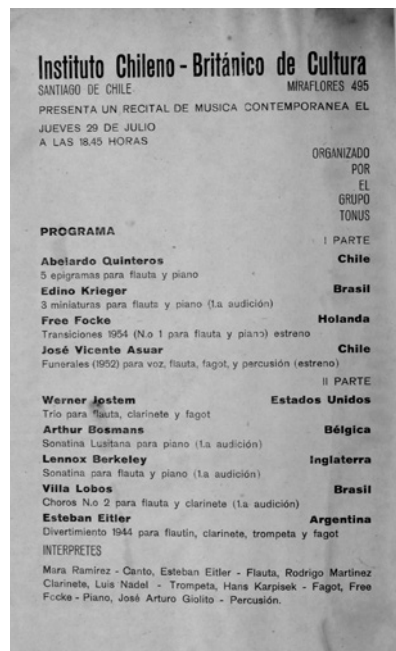 Instituto Chileno - Británico de Cultura
SANTIAGO DE CHILE MIRAFLORES 495
PRESENTA UN RECITAL DE MUSICA CONTEMPORANEA EL
JUEVES 29 DE JULIO
A LAS 18.45 HORAS
ORGANIZADO
POR
EL
GRUPO
TONUS
PROGRAMA
I PARTE
Abelardo Quinteros Chile
5 epigramas para flauta y piano
Edino Krieger Brasil
3 miniaturas para flauta y piano (1.a audición)
Free Focke Holanda
Transiciones 1954 (N.o 1 para flauta y piano) estreno
José Vicente Asuar Chile
Funerales (1952) para voz, flauta, fagot, y percusión (estreno)
II PARTE
Werner Jostem Estados Unidos
Trio para flauta, clarinete y fagot
Arthur Bosmans Bélgica
Sonatina Lusitana para piano (1.a audición)
Lennox Berkeley Inglaterra
Sonatina para flauta y piano (1.a audición)
Villa Lobos Brasil
Choros N.o 2 para flauta y clarinete (1.a audición)
Esteban Eitler Argentina
Divertimiento 1944 para flautin, clarinete, trompeta y fagot
INTERPRETES
Mara Ramirez - Canto, Esteban Eitler - Flauta, Rodrigo Martinez
Clarinete, Luis Nadel - Trompeta, Hans Karpisek - Fagot, Free
Focke - Piano, José Arturo Giolito - Percusión.